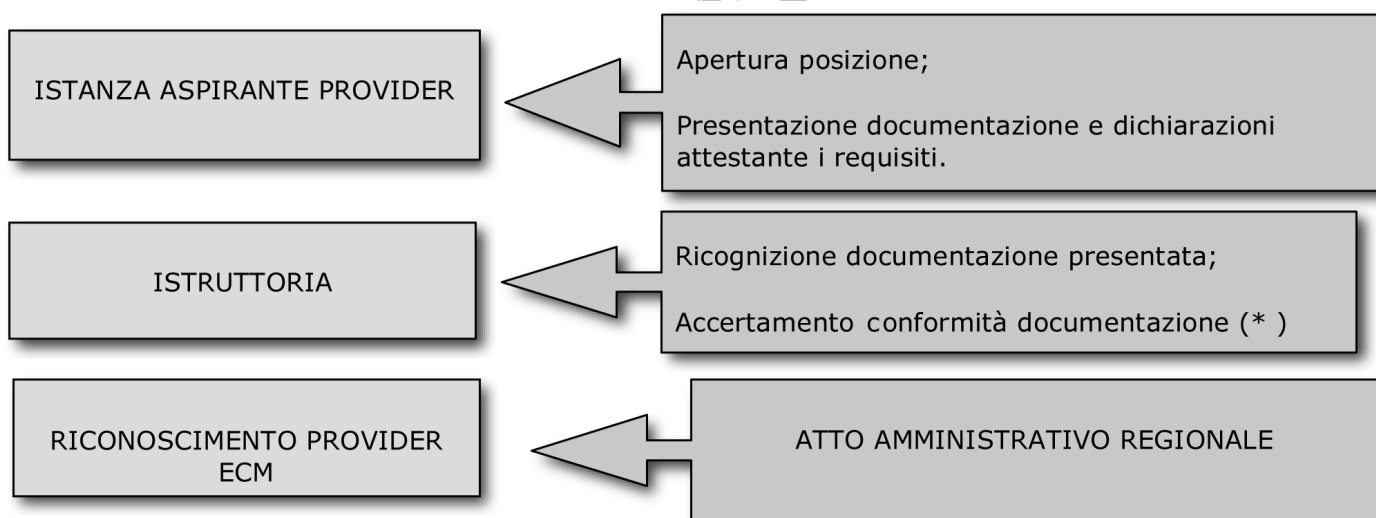 ISTANZA ASPIRANTE PROVIDER
Apertura posizione;
Presentazione documentazione e dichiarazioni
attestante i requisiti.
ISTRUTTORIA
Ricognizione documentazione presentata;
Accertamento conformità documentazione (* )
RICONOSCIMENTO PROVIDER
ECM
ATTO AMMINISTRATIVO REGIONALE